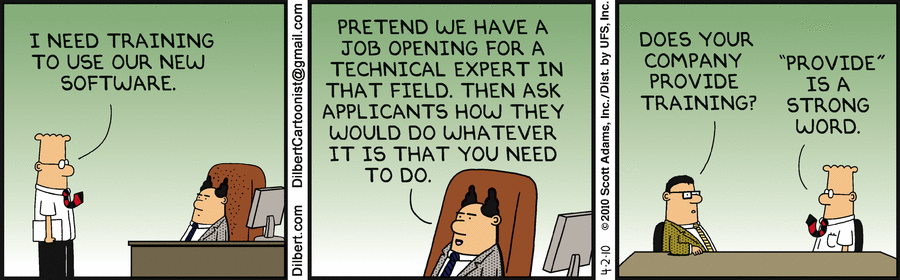 I NEED TRAINING
TO USE OUR NEW
SOFTWARE.
Dilbert.com DilbertCartoonist@gmail.com
PRETEND WE HAVE A
JOB OPENING FOR A
TECHNICAL EXPERT IN
THAT FIELD. THEN ASK
APPLICANTS HOW THEY
WOULD DO WHATEVER
IT IS THAT YOU NEED
TO DO.
4-2-10 ©2010 Scott Adams, Inc./Dist. by UFS, Inc.
DOES YOUR
COMPANY
PROVIDE
TRAINING?
"PROVIDE"
IS A
STRONG
WORD.